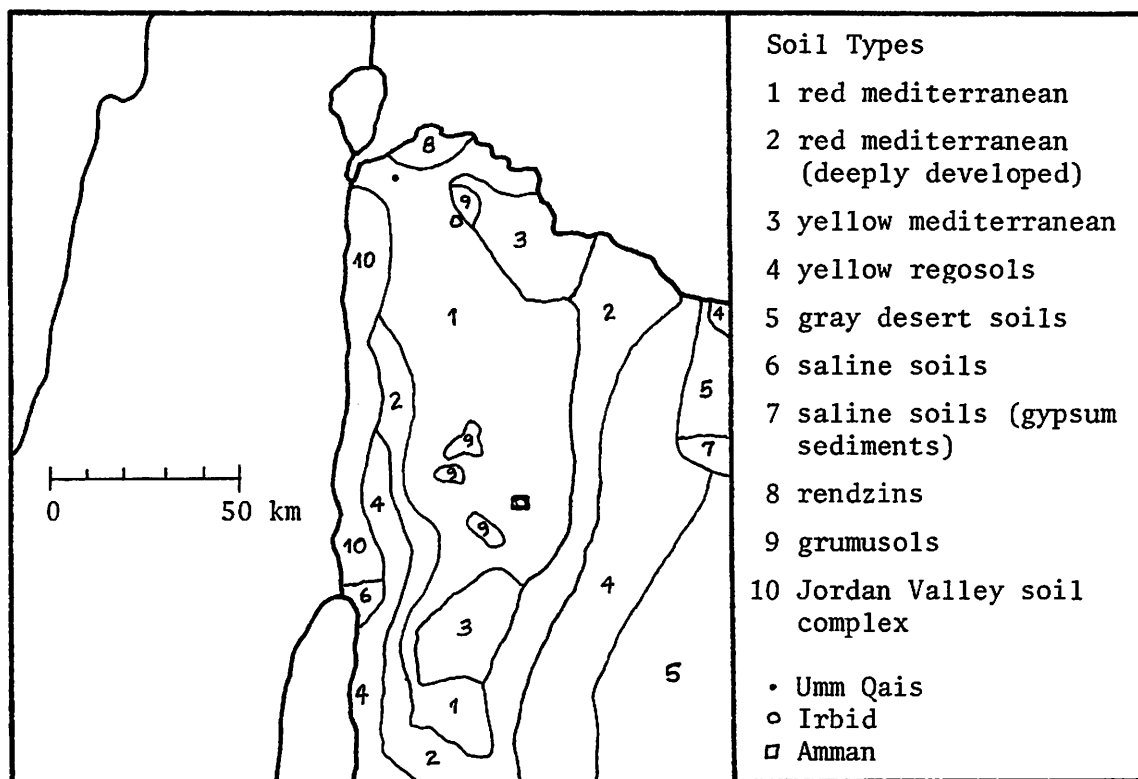 8
9
3
10
1
2
4
5
2
7
9
9
4
0 50 km
9
10
4
6
3
5
4
1
2
Soil Types
1 red mediterranean
2 red mediterranean
(deeply developed)
3 yellow mediterranean
4 yellow regosols
5 gray desert soils
6 saline soils
7 saline soils (gypsum
sediments)
8 rendzins
9 grumusols
10 Jordan Valley soil
complex
Umm Qais
Irbid
Amman